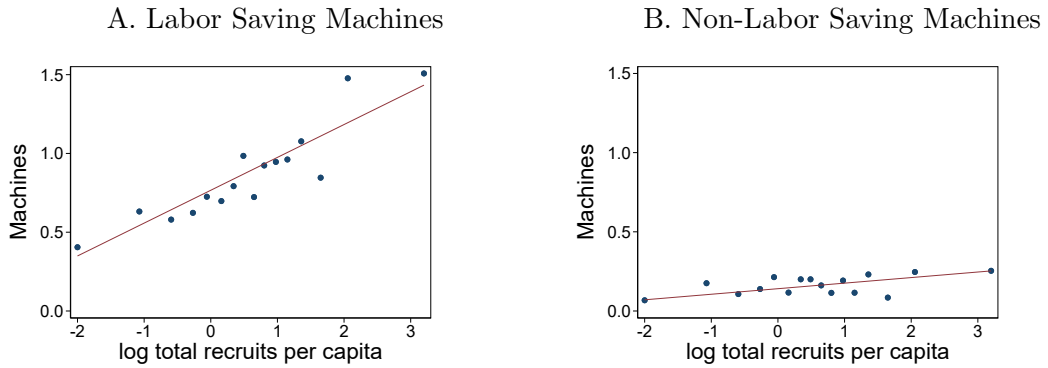 A. Labor Saving Machines
B. Non-Labor Saving Machines
Machines
1.5
1.0
0.5
0.0
-2 -1 0 1 2 3
log total recruits per capita
Machines
1.5
1.0
0.5
0.0
-2 -1 0 1 2 3
log total recruits per capita